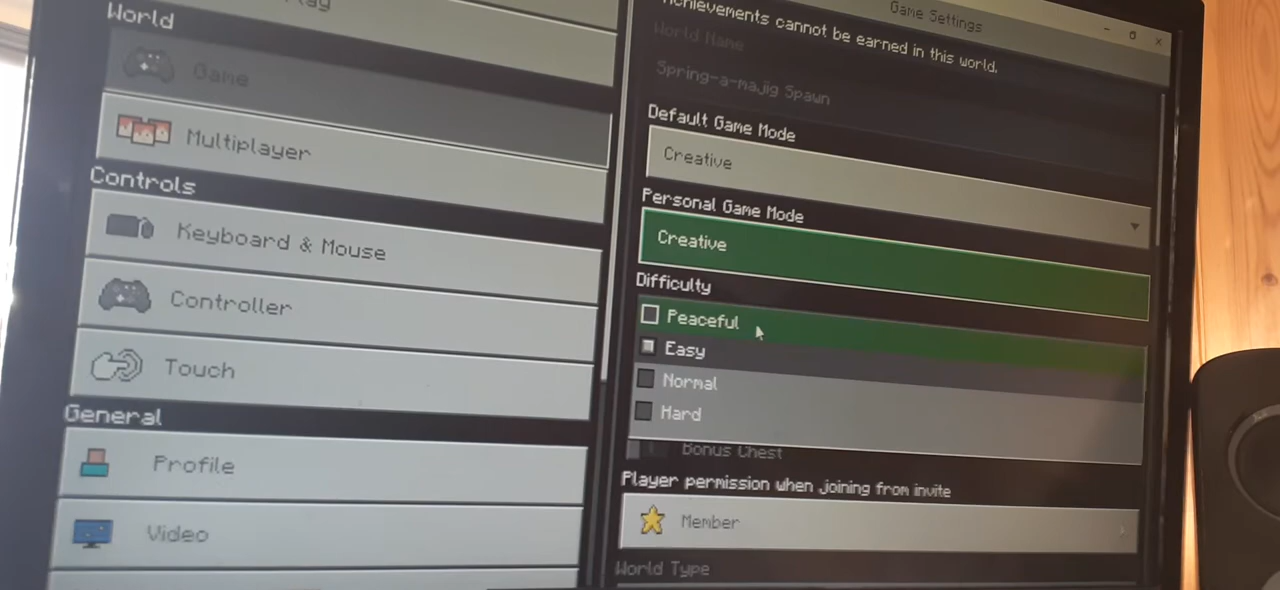 World
Game
Multiplayer
Controls
Keyboard & Mouse
Controller
Touch
General
Profile
Video
Game Settings
Achievements cannot be earned in this world.
World Name
Spring-a-majig Spawn
Default Game Mode
Creative
Personal Game Mode
Creative
Difficulty
Peaceful
Easy
Normal
Hard
Bonus Chest
Player permission when joining from invite
Member
World Type